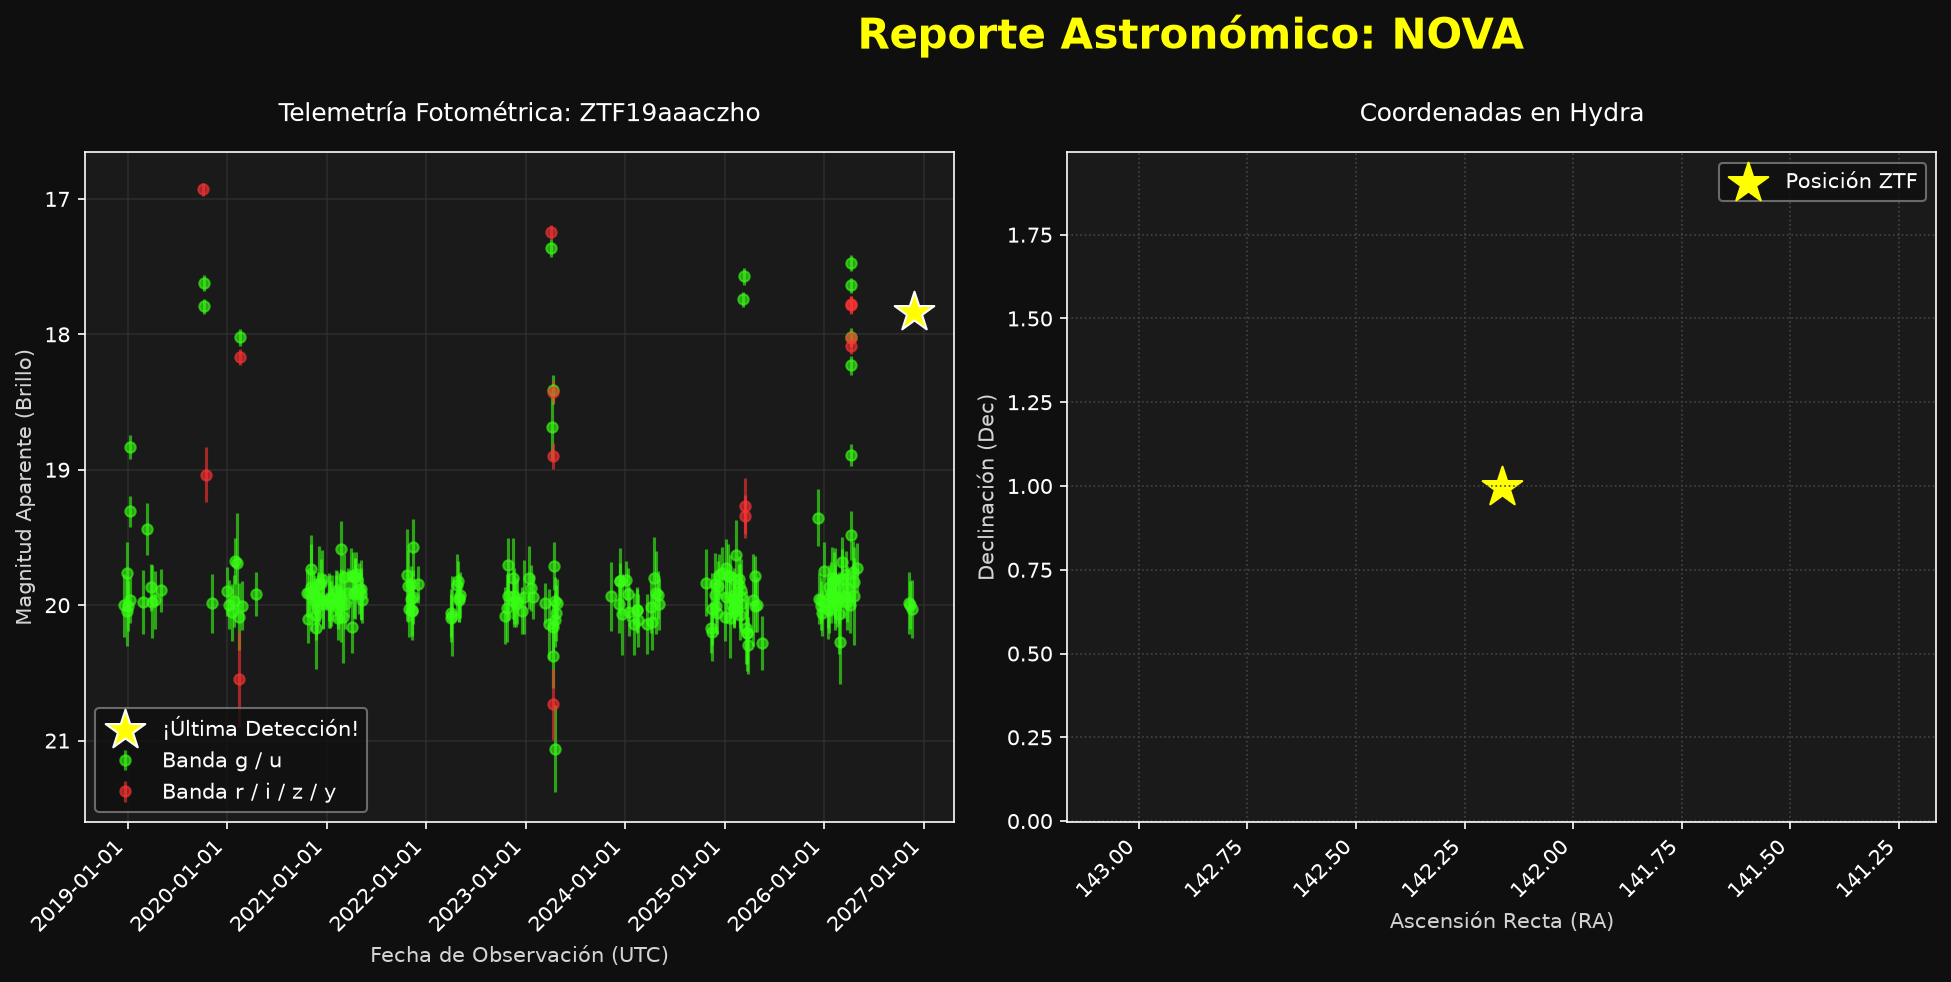 Reporte Astronómico: NOVA
Telemetría Fotométrica: ZTF19aaaczho
Magnitud Aparente (Brillo)
17
18
19
20
21
¡Última Detección!
Banda g / u
Banda r / i / z / y
2019-01-01
2020-01-01
2021-01-01
2022-01-01
2023-01-01
2024-01-01
2025-01-01
2026-01-01
2027-01-01
Fecha de Observación (UTC)
Coordenadas en Hydra
Posición ZTF
Declinación (Dec)
1.75
1.50
1.25
1.00
0.75
0.50
0.25
0.00
143.00
142.75
142.50
142.25
142.00
141.75
141.50
141.25
Ascensión Recta (RA)